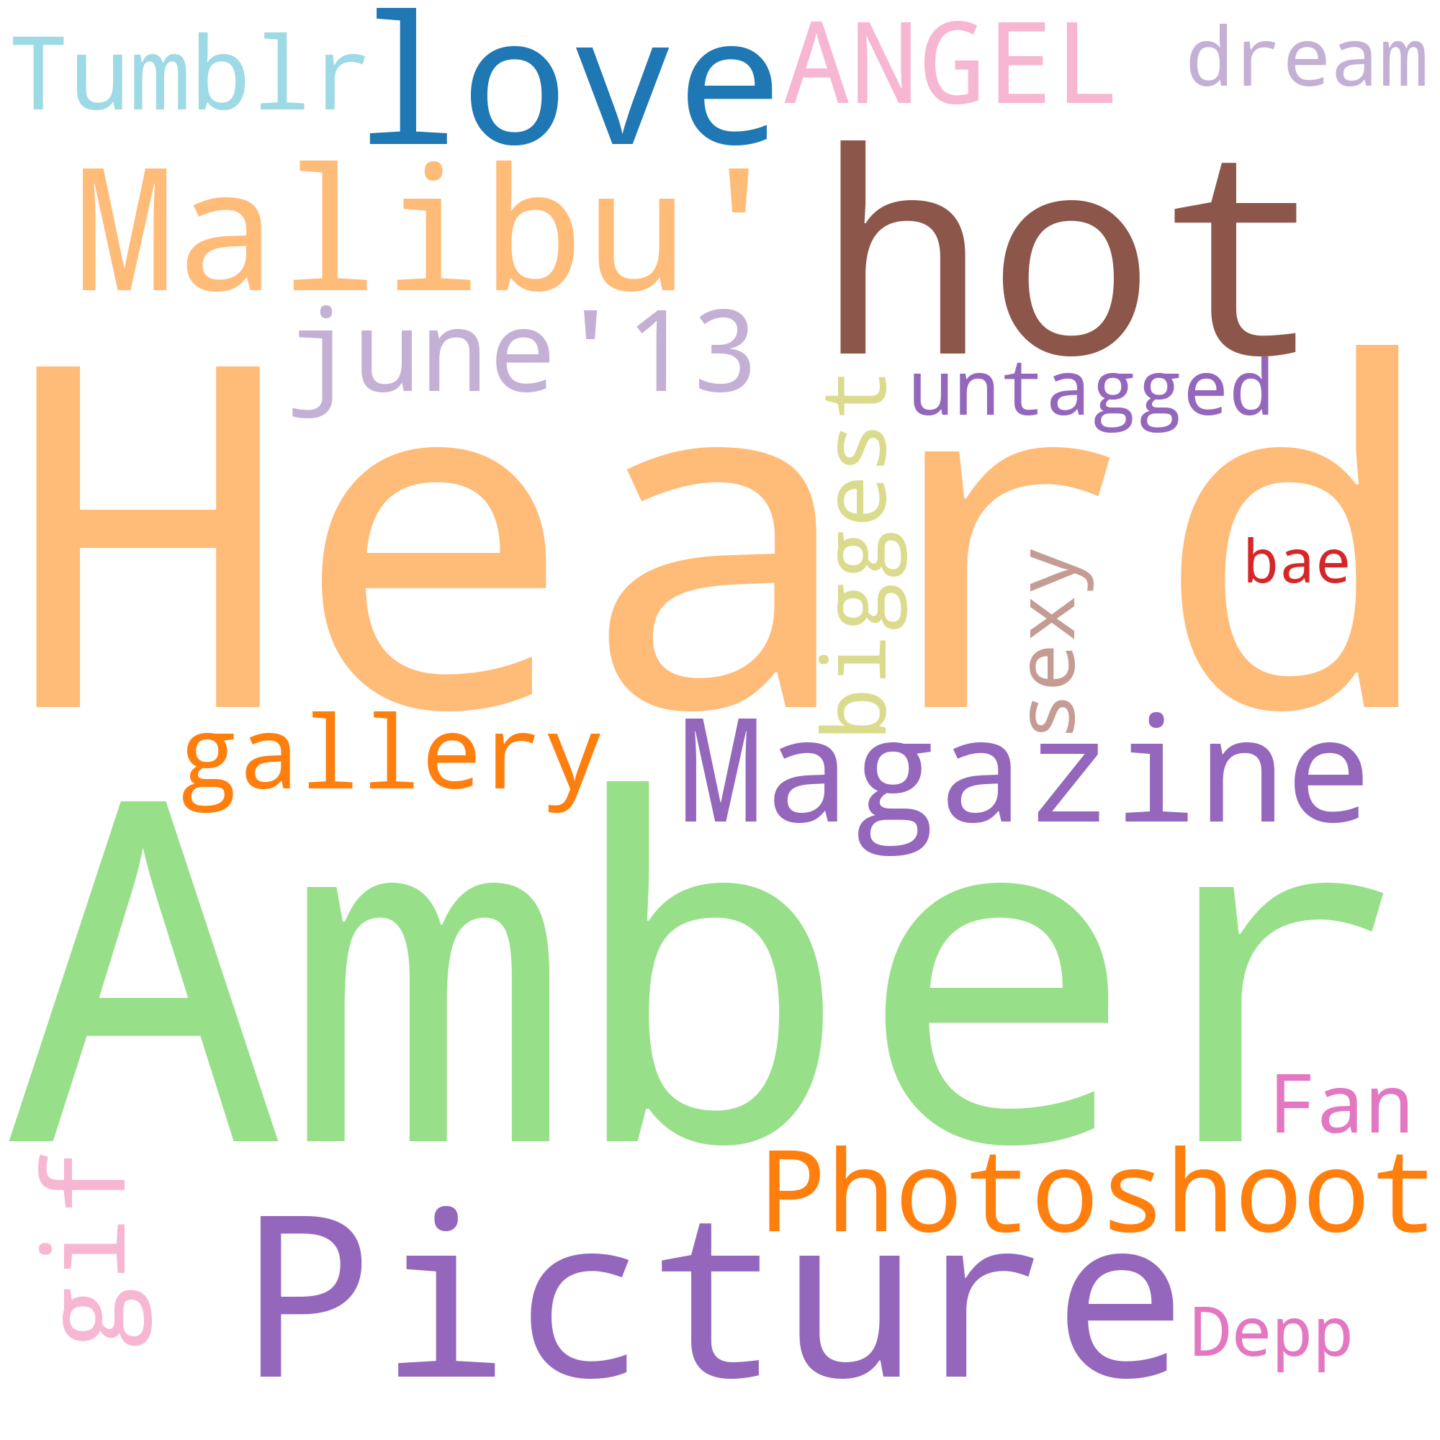 Tumblr love ANGEL dream
Malibu' hot
june'13
untagged
Heard
biggest
sexy
bae
gallery Magazine
Amber
Fan
gif
Photoshoot
Picture
Depp